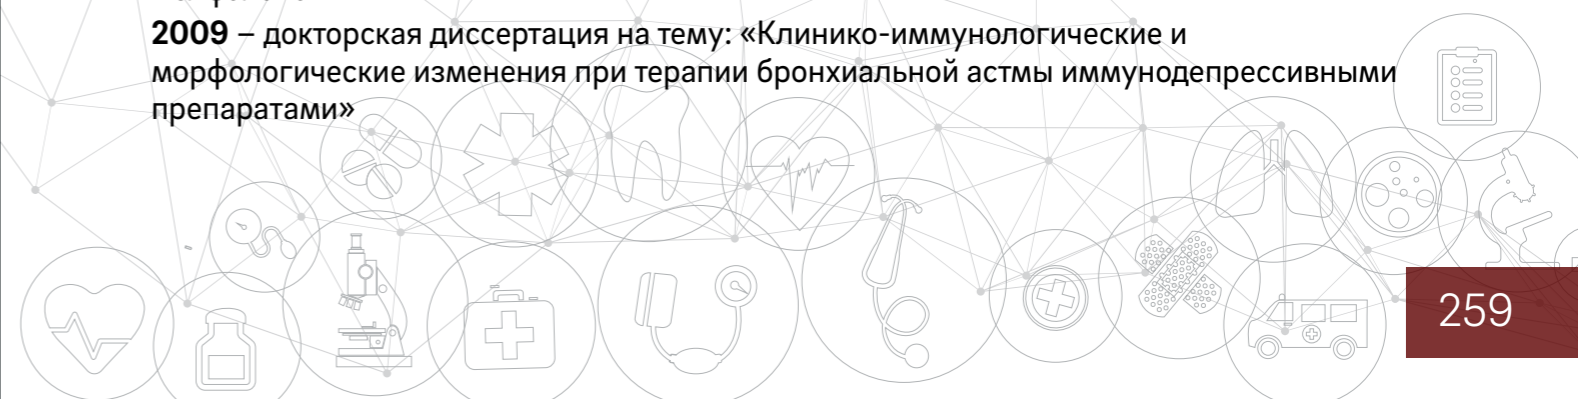 2009 – докторская диссертация на тему: «Клинико-иммунологические и
морфологические изменения при терапии бронхиальной астмы иммунодепрессивными
препаратами»
259